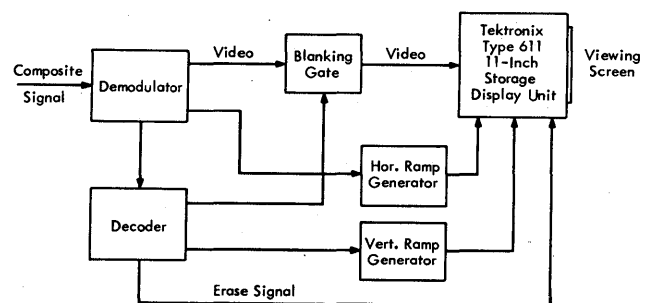 Composite
Signal
Demodulator
Video
Blanking
Gate
Video
Tektronix
Type 611
11-Inch
Storage
Display Unit
Viewing
Screen
Hor. Ramp
Generator
Decoder
Vert. Ramp
Generator
Erase Signal